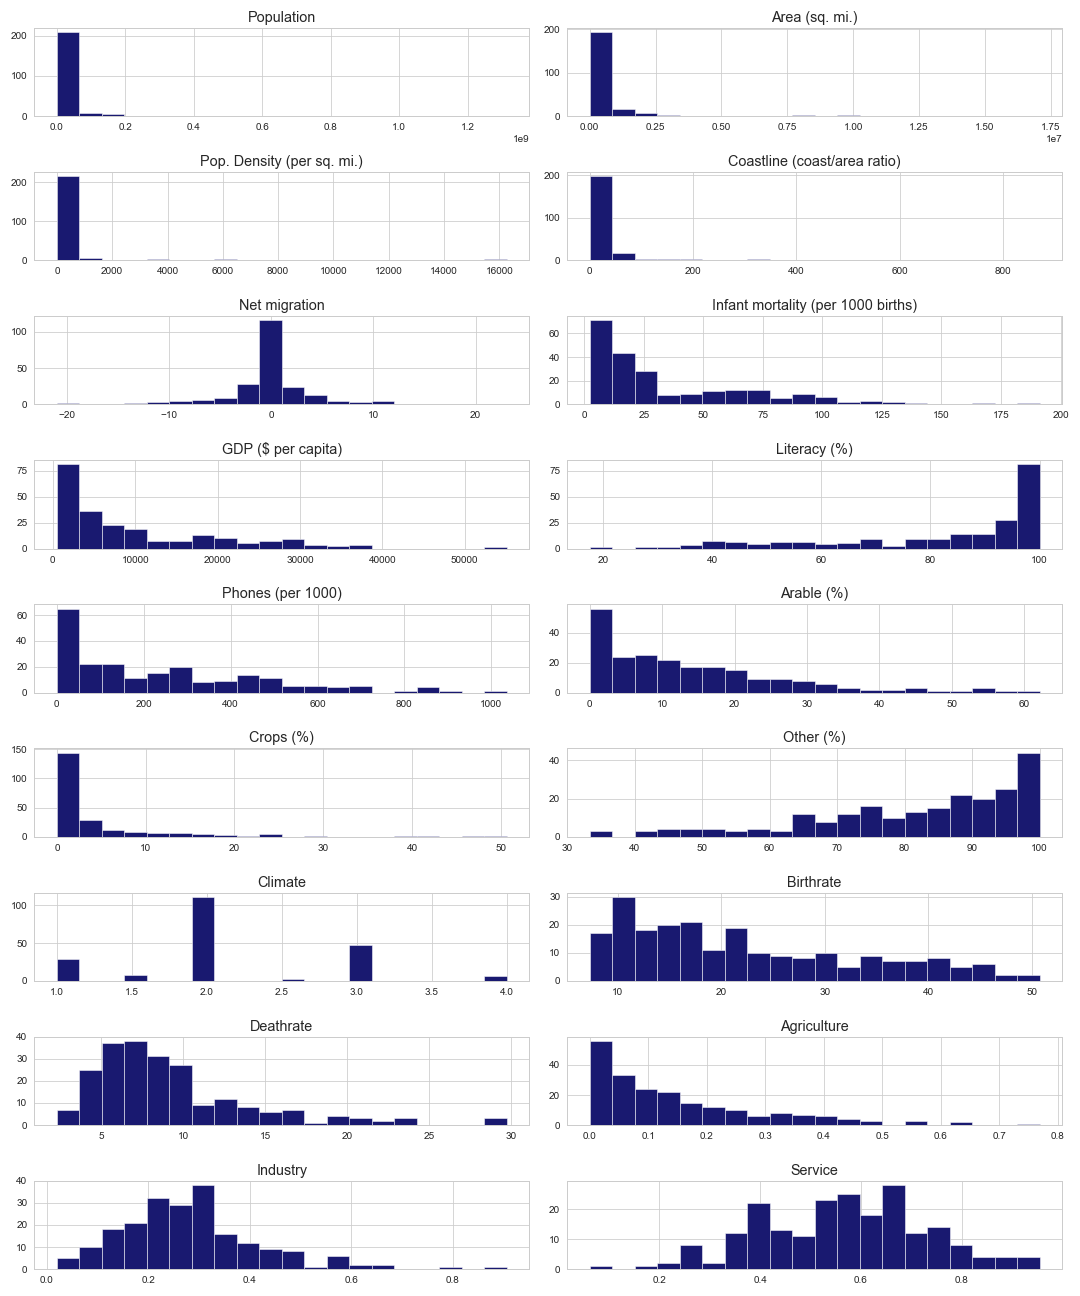 Population
200
100
0
0.0 0.2 0.4 0.6 0.8 1.0 1.2
1e9
Area (sq. mi.)
200
100
0
0.00 0.25 0.50 0.75 1.00 1.25 1.50 1.75
1e7
Pop. Density (per sq. mi.)
200
100
0
0 2000 4000 6000 8000 10000 12000 14000 16000
Coastline (coast/area ratio)
200
100
0
0 200 400 600 800
Net migration
100
50
0
−20 −10 0 10 20
Infant mortality (per 1000 births)
60
40
20
0
0 25 50 75 100 125 150 175 200
GDP ($ per capita)
75
50
25
0
0 10000 20000 30000 40000 50000
Literacy (%)
75
50
25
0
20 40 60 80 100
Phones (per 1000)
60
40
20
0
0 200 400 600 800 1000
Arable (%)
40
20
0
0 10 20 30 40 50 60
Crops (%)
150
100
50
0
0 10 20 30 40 50
Other (%)
40
20
0
30 40 50 60 70 80 90 100
Climate
100
50
0
1.0 1.5 2.0 2.5 3.0 3.5 4.0
Birthrate
30
20
10
0
10 20 30 40 50
Deathrate
40
30
20
10
0
5 10 15 20 25 30
Agriculture
40
20
0
0.0 0.1 0.2 0.3 0.4 0.5 0.6 0.7 0.8
Industry
40
30
20
10
0
0.0 0.2 0.4 0.6 0.8
Service
20
10
0
0.2 0.4 0.6 0.8